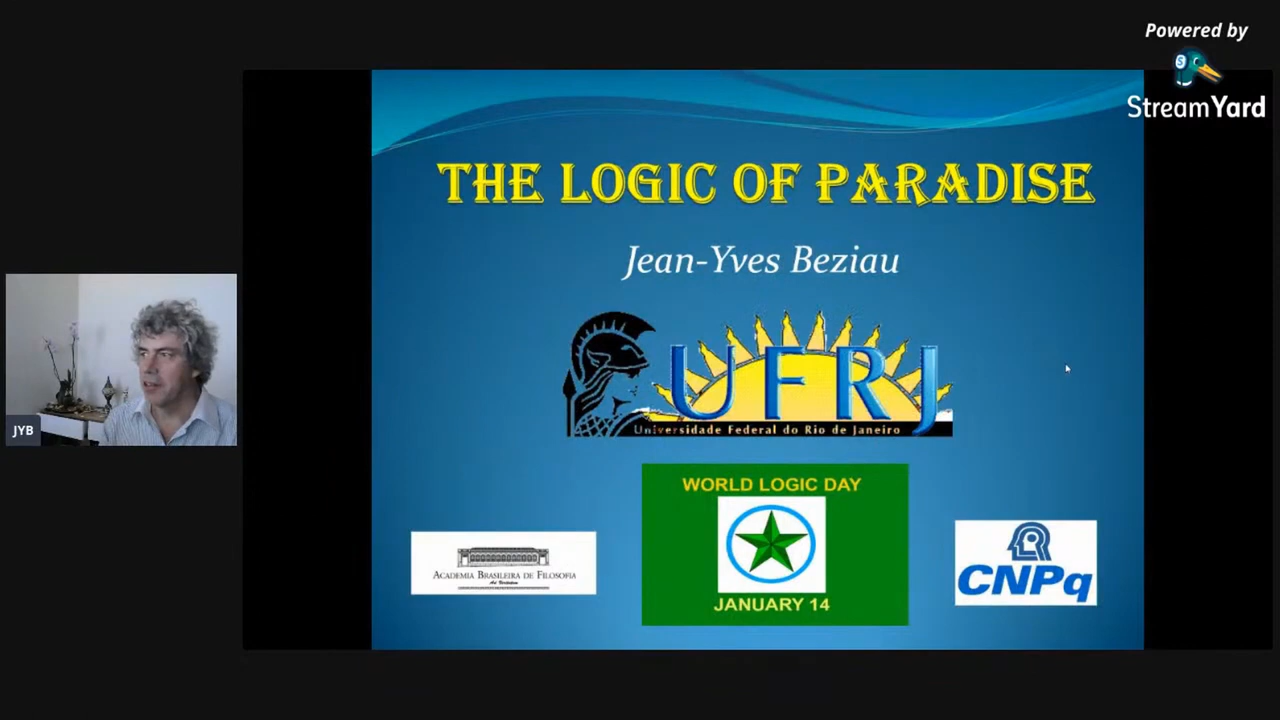 Powered by
StreamYard
THE LOGIC OF PARADISE
Jean-Yves Beziau
UFRJ
Universidade Federal do Rio de Janeiro
JYB
WORLD LOGIC DAY
JANUARY 14
ACADEMIA BRASILEIRA DE FILOSOFIA
CNPq